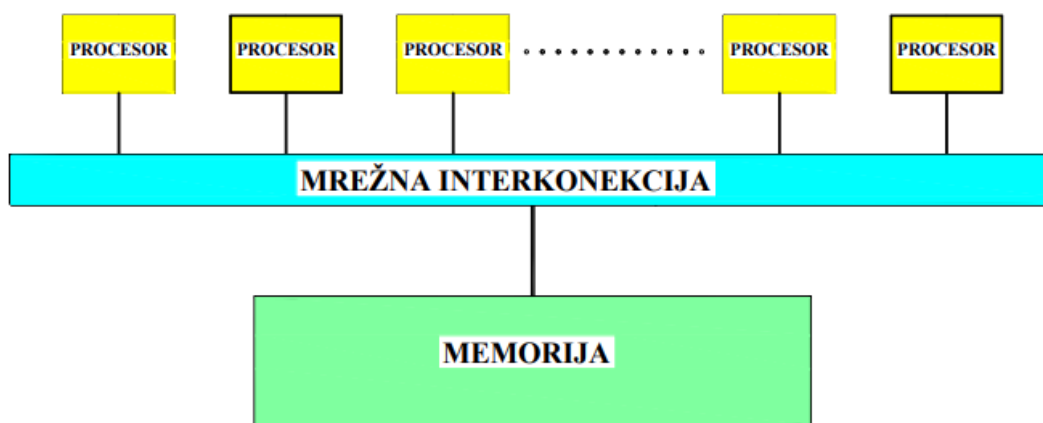 PROCESOR
PROCESOR
PROCESOR
PROCESOR
PROCESOR
MREŽNA INTERKONEKCIJA
MEMORIJA